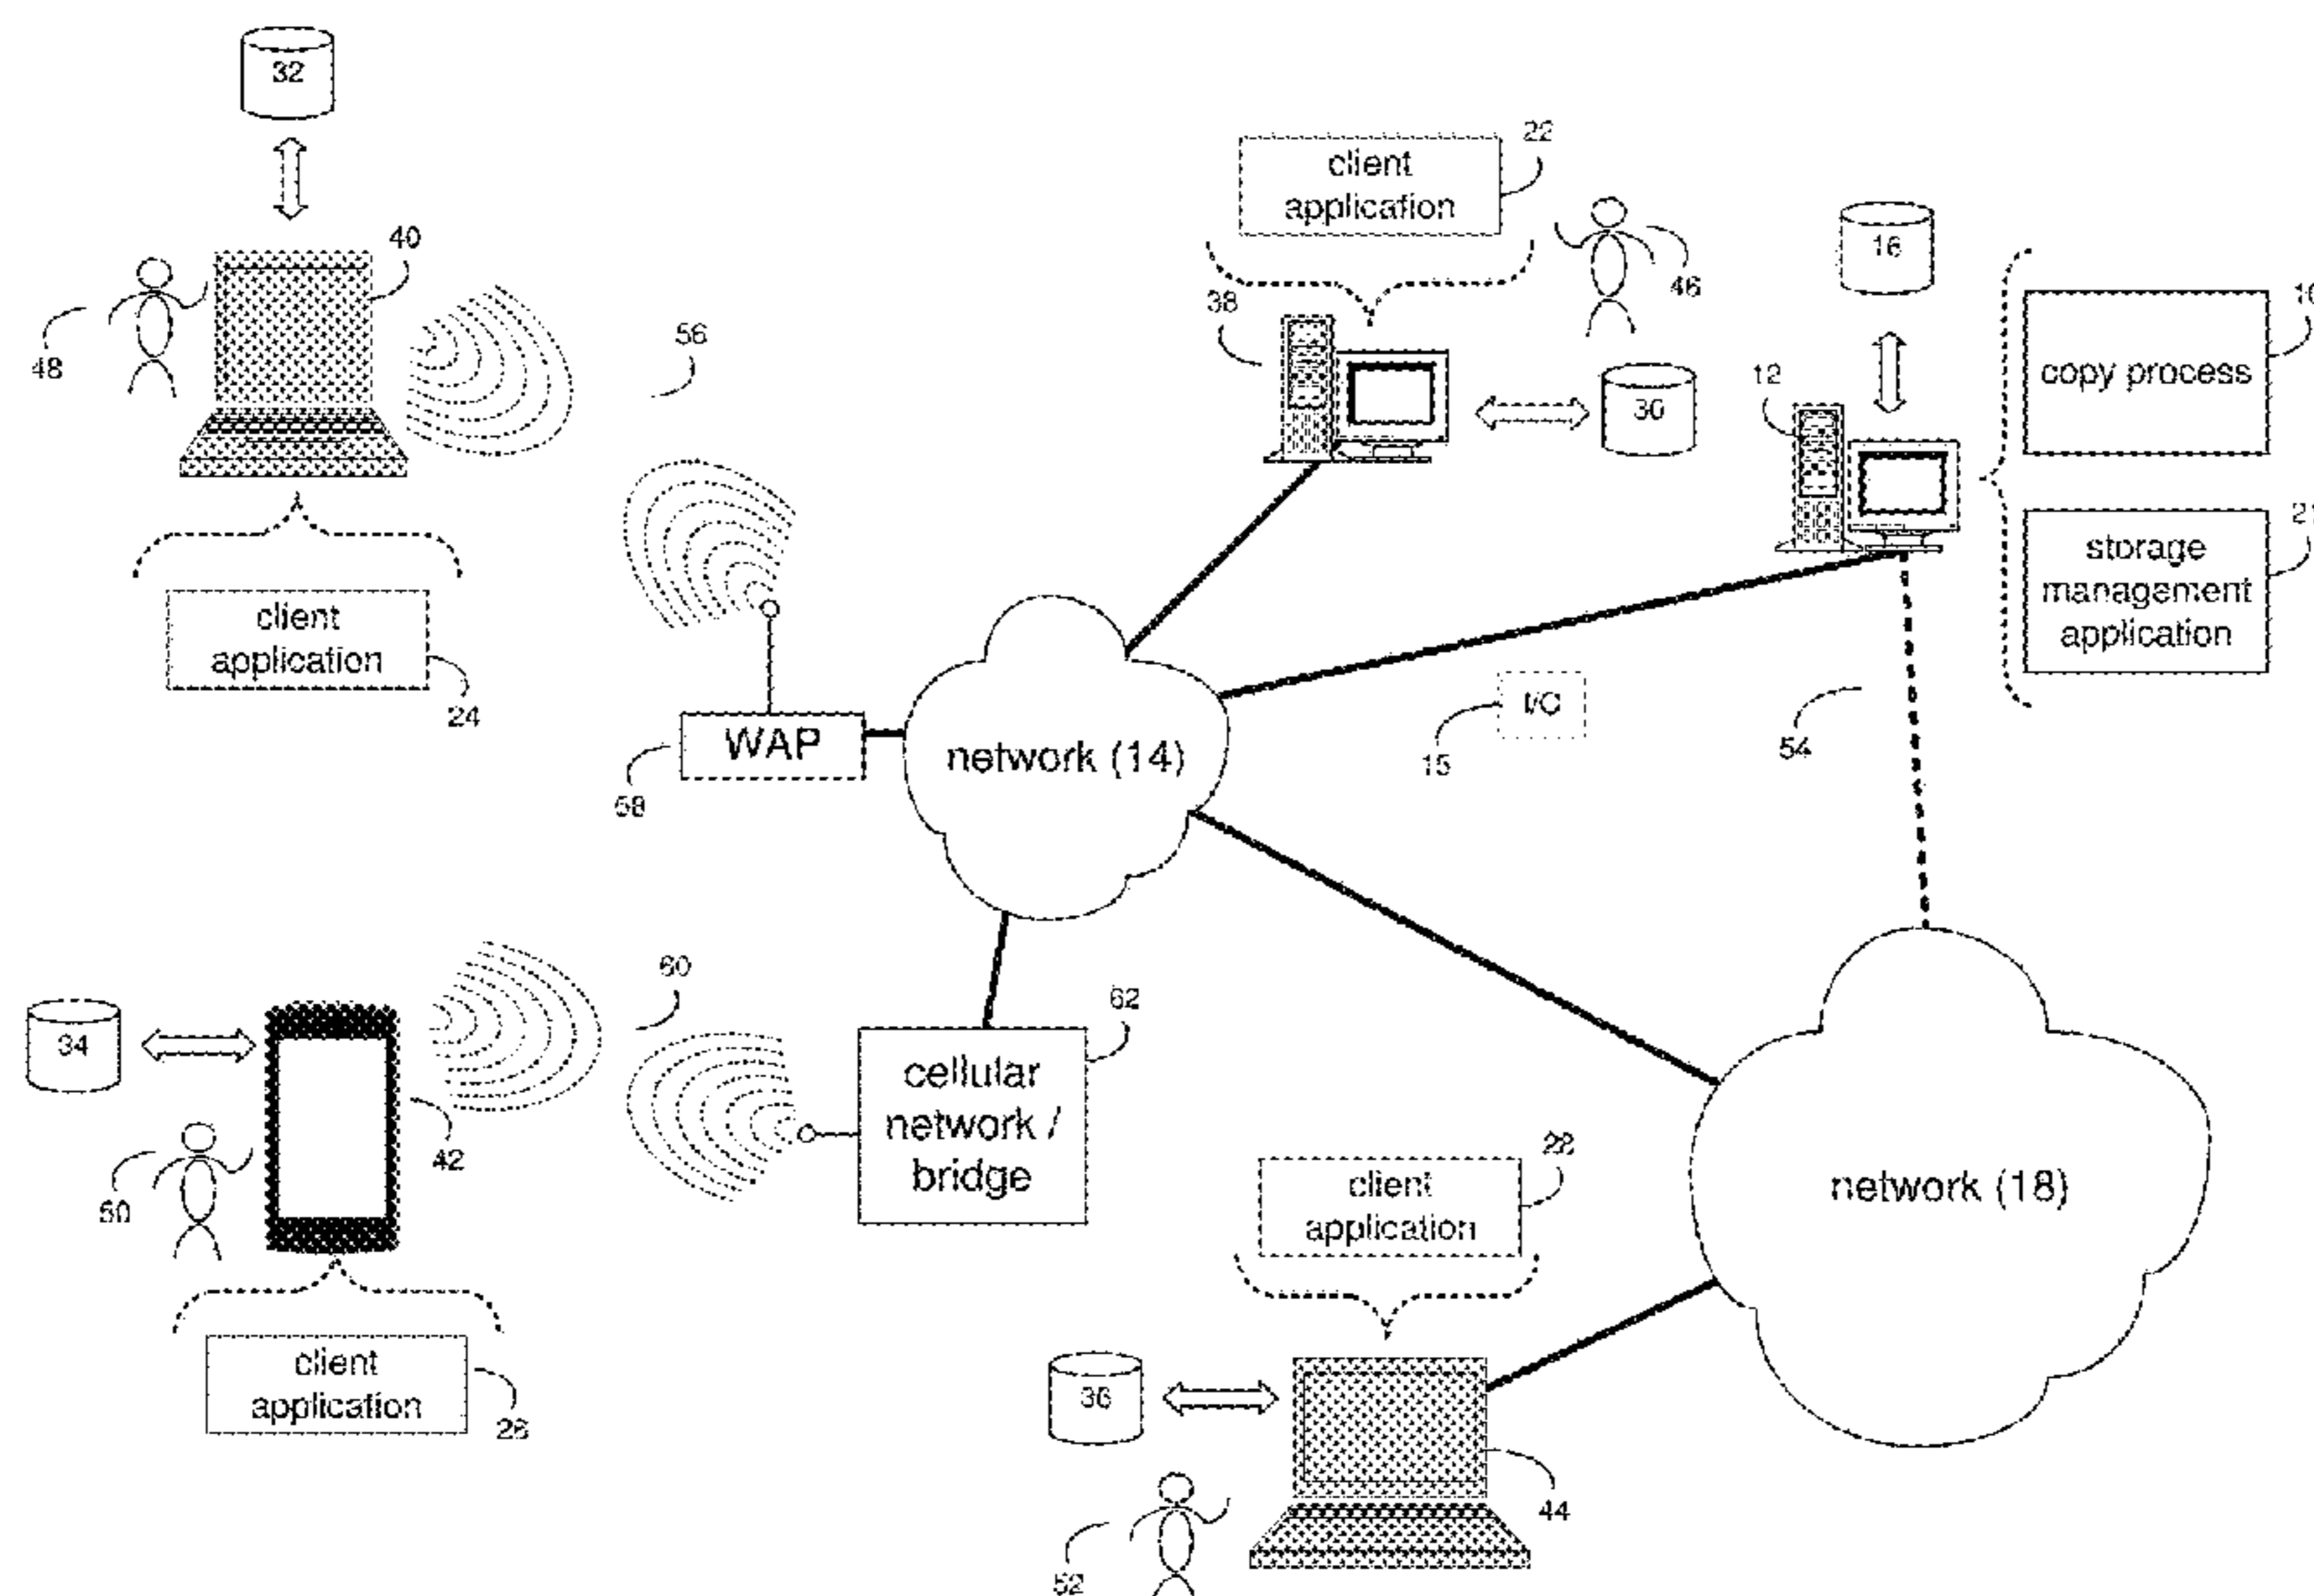 32
40
48
56
client
application
24
client
application
22
46
38
30
16
12
copy process
10
storage
management
application
21
WAP
58
network (14)
I/O
15
54
34
42
50
60
62
cellular
network /
bridge
client
application
client
application
28
36
44
52
network (18)